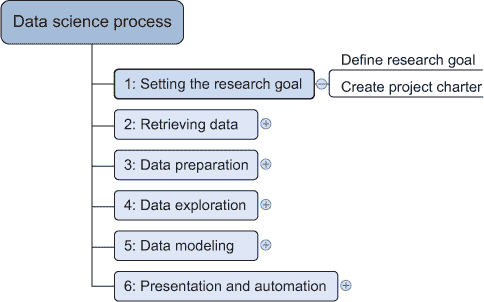 Data science process
1: Setting the research goal
Define research goal
Create project charter
2: Retrieving data
3: Data preparation
4: Data exploration
5: Data modeling
6: Presentation and automation